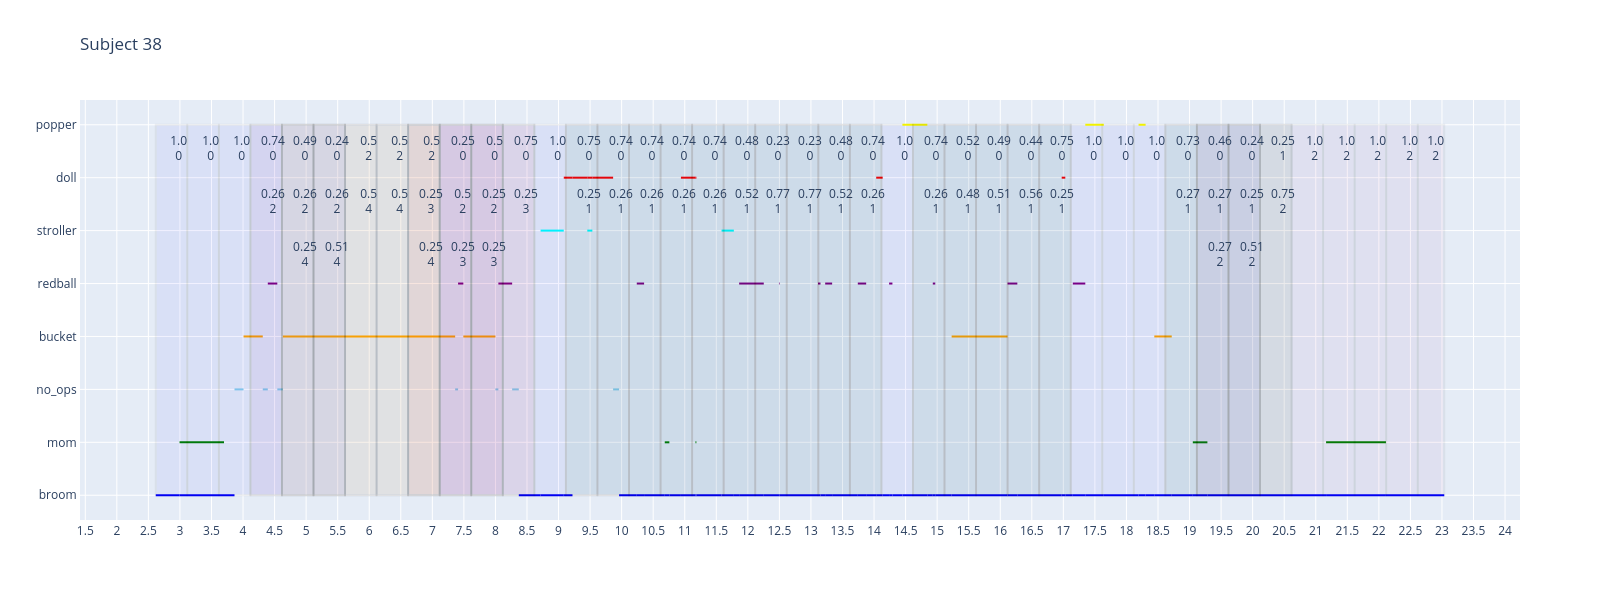 Subject 38
popper
1.0 1.0 1.0 0.74 0.49 0.24 0.5 0.5 0.5 0.25 0.5 0.75 1.0 0.75 0.74 0.74 0.74 0.74 0.48 0.23 0.23 0.48 0.74 1.0 0.74 0.52 0.49 0.44 0.75 1.0 1.0 1.0 0.73 0.46 0.24 0.25 1.0 1.0 1.0 1.0 1.0
0 0 0 0 0 0 2 2 2 0 0 0 0 0 0 0 0 0 0 0 0 0 0 0 0 0 0 0 0 0 0 0 0 0 0 1 2 2 2 2 2
doll
0.26 0.26 0.26 0.5 0.5 0.25 0.5 0.25 0.25 0.25 0.26 0.26 0.26 0.26 0.52 0.77 0.77 0.52 0.26 0.26 0.48 0.51 0.56 0.25 0.27 0.27 0.25 0.75
2 2 2 4 4 3 2 2 3 1 1 1 1 1 1 1 1 1 1 1 1 1 1 1 1 1 1 2
stroller
0.25 0.51 0.25 0.25 0.25 0.27 0.51
4 4 4 3 3 2 2
redball
bucket
no_ops
mom
broom
1.5 2 2.5 3 3.5 4 4.5 5 5.5 6 6.5 7 7.5 8 8.5 9 9.5 10 10.5 11 11.5 12 12.5 13 13.5 14 14.5 15 15.5 16 16.5 17 17.5 18 18.5 19 19.5 20 20.5 21 21.5 22 22.5 23 23.5 24